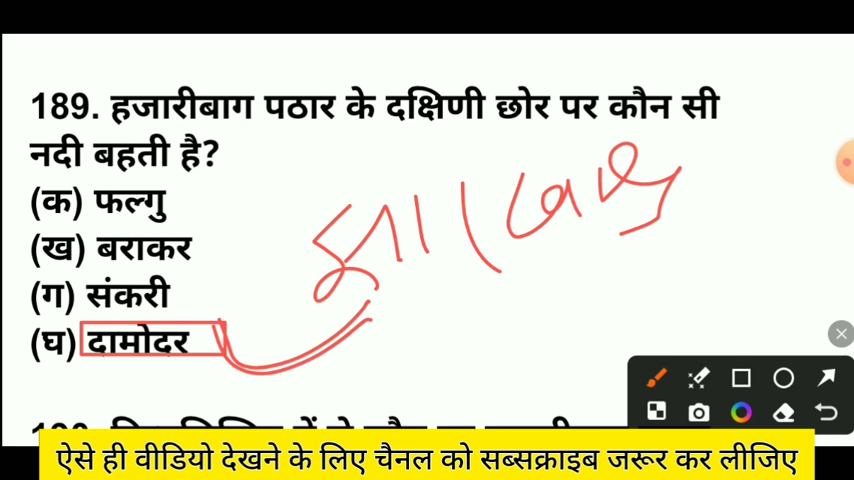 189. हजारीबाग पठार के दक्षिणी छोर पर कौन सी
नदी बहती है?
(क) फल्गु
(ख) बराकर
(ग) संकरी
(घ) दामोदर
ऐसे ही वीडियो देखने के लिए चैनल को सब्सक्राइब जरूर कर लीजिए